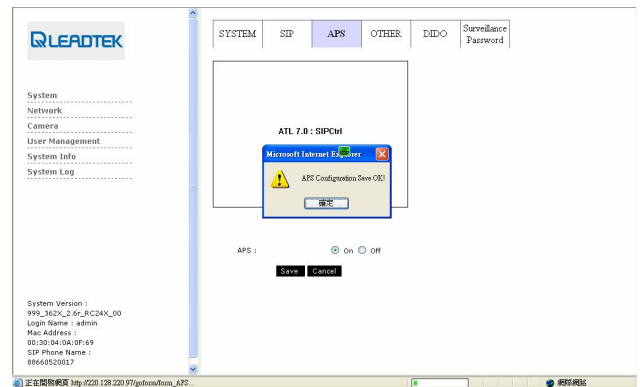 LEADTEK
SYSTEM SIP APS OTHER DIDO Surveillance Password
System
Network
Camera
User Management
System Info
System Log
ATL 7.0 : SIPCtrl
Microsoft Internet Explorer
APS Configuration Save OK!
確定
APS : On Off
Save Cancel
System Version :
999_362X_2.6r_RC24X_00
Login Name : admin
Mac Address :
00:30:04:0A:0F:69
SIP Phone Name :
88660520017
正在開啟網頁 http://220.128.220.97/goform/form_APS...
網際網路